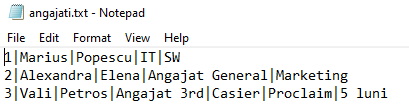 angajati.txt - Notepad
File Edit Format View Help
1|Marius|Popescu|IT|SW
2|Alexandra|Elena|Angajat General|Marketing
3|Vali|Petros|Angajat 3rd|Casier|Proclaim|5 luni